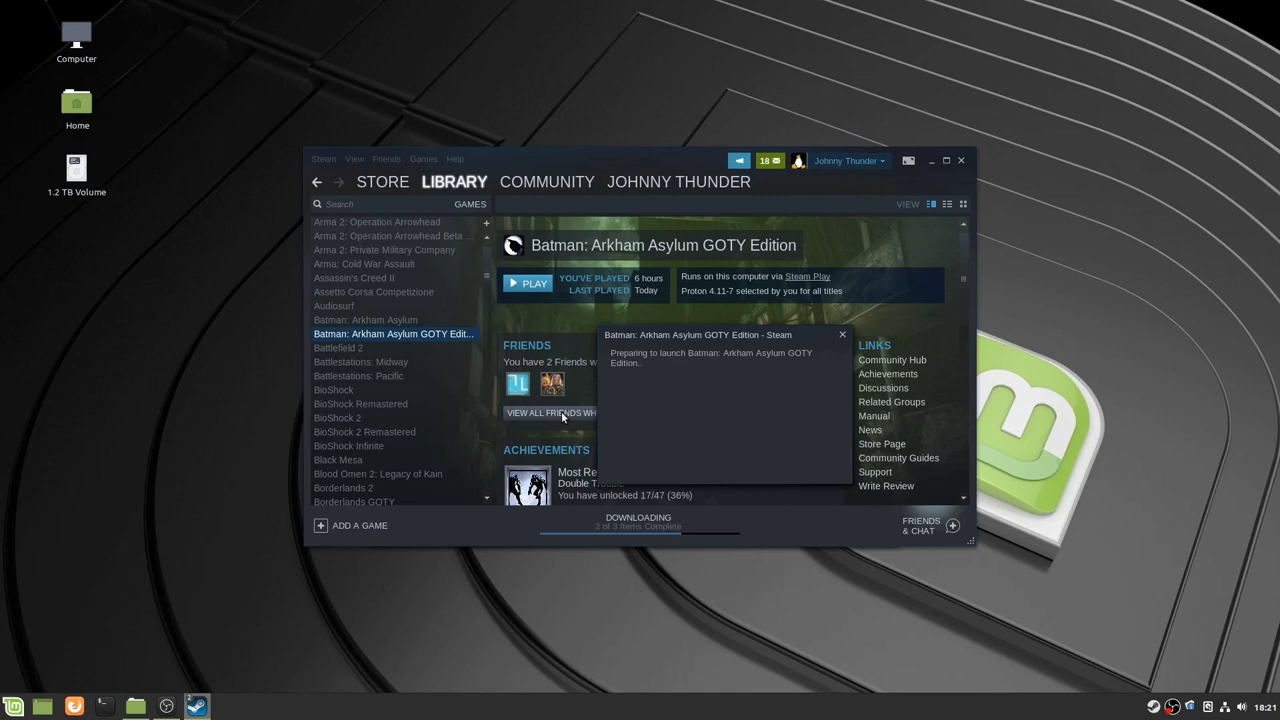 Computer
Home
1.2 TB Volume
Steam View Friends Games Help
18
Johnny Thunder
STORE LIBRARY COMMUNITY JOHNNY THUNDER
Search
GAMES
VIEW
Arma 2: Operation Arrowhead
Arma 2: Operation Arrowhead Beta ...
Arma 2: Private Military Company
Arma: Cold War Assault
Assassin's Creed II
Assetto Corsa Competizione
Audiosurf
Batman: Arkham Asylum
Batman: Arkham Asylum GOTY Edit...
Battlefield 2
Battlestations: Midway
Battlestations: Pacific
BioShock
BioShock Remastered
BioShock 2
BioShock 2 Remastered
BioShock Infinite
Black Mesa
Blood Omen 2: Legacy of Kain
Borderlands 2
Borderlands GOTY
Batman: Arkham Asylum GOTY Edition
PLAY
YOU'VE PLAYED 6 hours
LAST PLAYED Today
Runs on this computer via Steam Play
Proton 4.11-7 selected by you for all titles
FRIENDS
You have 2 Friends w
VIEW ALL FRIENDS WH
ACHIEVEMENTS
Most Re
Double Trouble
You have unlocked 17/47 (36%)
Batman: Arkham Asylum GOTY Edition - Steam
Preparing to launch Batman: Arkham Asylum GOTY
Edition..
LINKS
Community Hub
Achievements
Discussions
Related Groups
Manual
News
Store Page
Community Guides
Support
Write Review
ADD A GAME
DOWNLOADING
2 of 3 Items Complete
FRIENDS
& CHAT
2
18:21